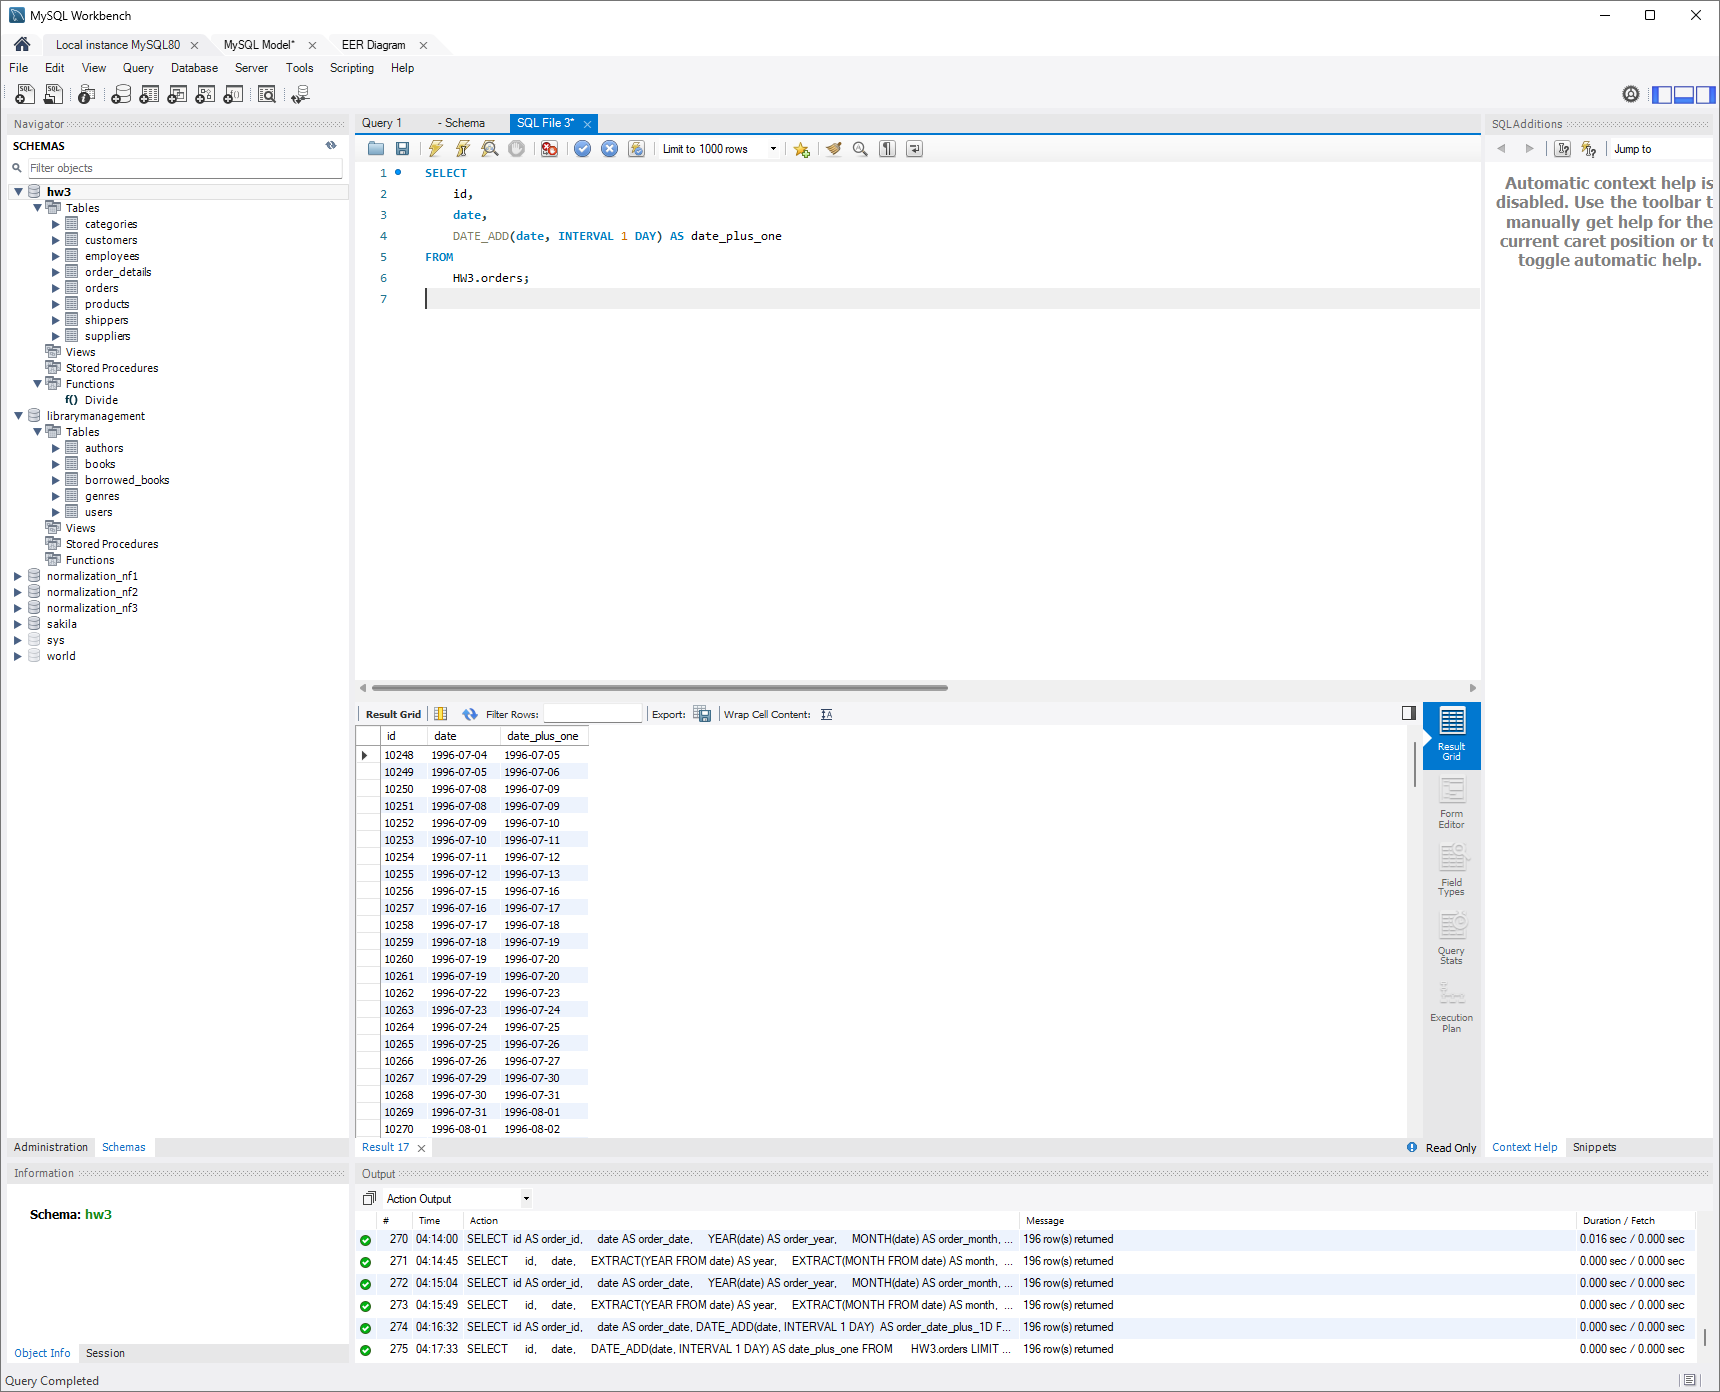 MySQL Workbench
Local instance MySQL80
MySQL Model*
EER Diagram
File Edit View Query Database Server Tools Scripting Help
Navigator
SCHEMAS
Filter objects
hw3
Tables
categories
customers
employees
order_details
orders
products
shippers
suppliers
Views
Stored Procedures
Functions
f() Divide
librarymanagement
Tables
authors
books
borrowed_books
genres
users
Views
Stored Procedures
Functions
normalization_nf1
normalization_nf2
normalization_nf3
sakila
sys
world
Administration Schemas
Information
Schema: hw3
Object Info Session
Query Completed
Query 1 - Schema SQL File 3*
Limit to 1000 rows
1 SELECT
2 id,
3 date,
4 DATE_ADD(date, INTERVAL 1 DAY) AS date_plus_one
5 FROM
6 HW3.orders;
7
Result Grid Filter Rows: Export: Wrap Cell Content:
id date date_plus_one
10248 1996-07-04 1996-07-05
10249 1996-07-05 1996-07-06
10250 1996-07-08 1996-07-09
10251 1996-07-08 1996-07-09
10252 1996-07-09 1996-07-10
10253 1996-07-10 1996-07-11
10254 1996-07-11 1996-07-12
10255 1996-07-12 1996-07-13
10256 1996-07-15 1996-07-16
10257 1996-07-16 1996-07-17
10258 1996-07-17 1996-07-18
10259 1996-07-18 1996-07-19
10260 1996-07-19 1996-07-20
10261 1996-07-19 1996-07-20
10262 1996-07-22 1996-07-23
10263 1996-07-23 1996-07-24
10264 1996-07-24 1996-07-25
10265 1996-07-25 1996-07-26
10266 1996-07-26 1996-07-27
10267 1996-07-29 1996-07-30
10268 1996-07-30 1996-07-31
10269 1996-07-31 1996-08-01
10270 1996-08-01 1996-08-02
Result Grid
Form Editor
Field Types
Query Stats
Execution Plan
Result 17
Read Only
SQLAdditions
Jump to
Automatic context help is
disabled. Use the toolbar t
manually get help for the
current caret position or to
toggle automatic help.
Context Help Snippets
Output
Action Output
# Time Action Message Duration / Fetch
270 04:14:00 SELECT id AS order_id, date AS order_date, YEAR(date) AS order_year, MONTH(date) AS order_month, ... 196 row(s) returned 0.016 sec / 0.000 sec
271 04:14:45 SELECT id, date, EXTRACT(YEAR FROM date) AS year, EXTRACT(MONTH FROM date) AS month, ... 196 row(s) returned 0.000 sec / 0.000 sec
272 04:15:04 SELECT id AS order_id, date AS order_date, YEAR(date) AS order_year, MONTH(date) AS order_month, ... 196 row(s) returned 0.000 sec / 0.000 sec
273 04:15:49 SELECT id, date, EXTRACT(YEAR FROM date) AS year, EXTRACT(MONTH FROM date) AS month, ... 196 row(s) returned 0.000 sec / 0.000 sec
274 04:16:32 SELECT id AS order_id, date AS order_date, DATE_ADD(date, INTERVAL 1 DAY) AS order_date_plus_1D F... 196 row(s) returned 0.000 sec / 0.000 sec
275 04:17:33 SELECT id, date, DATE_ADD(date, INTERVAL 1 DAY) AS date_plus_one FROM HW3.orders LIMIT ... 196 row(s) returned 0.000 sec / 0.000 sec